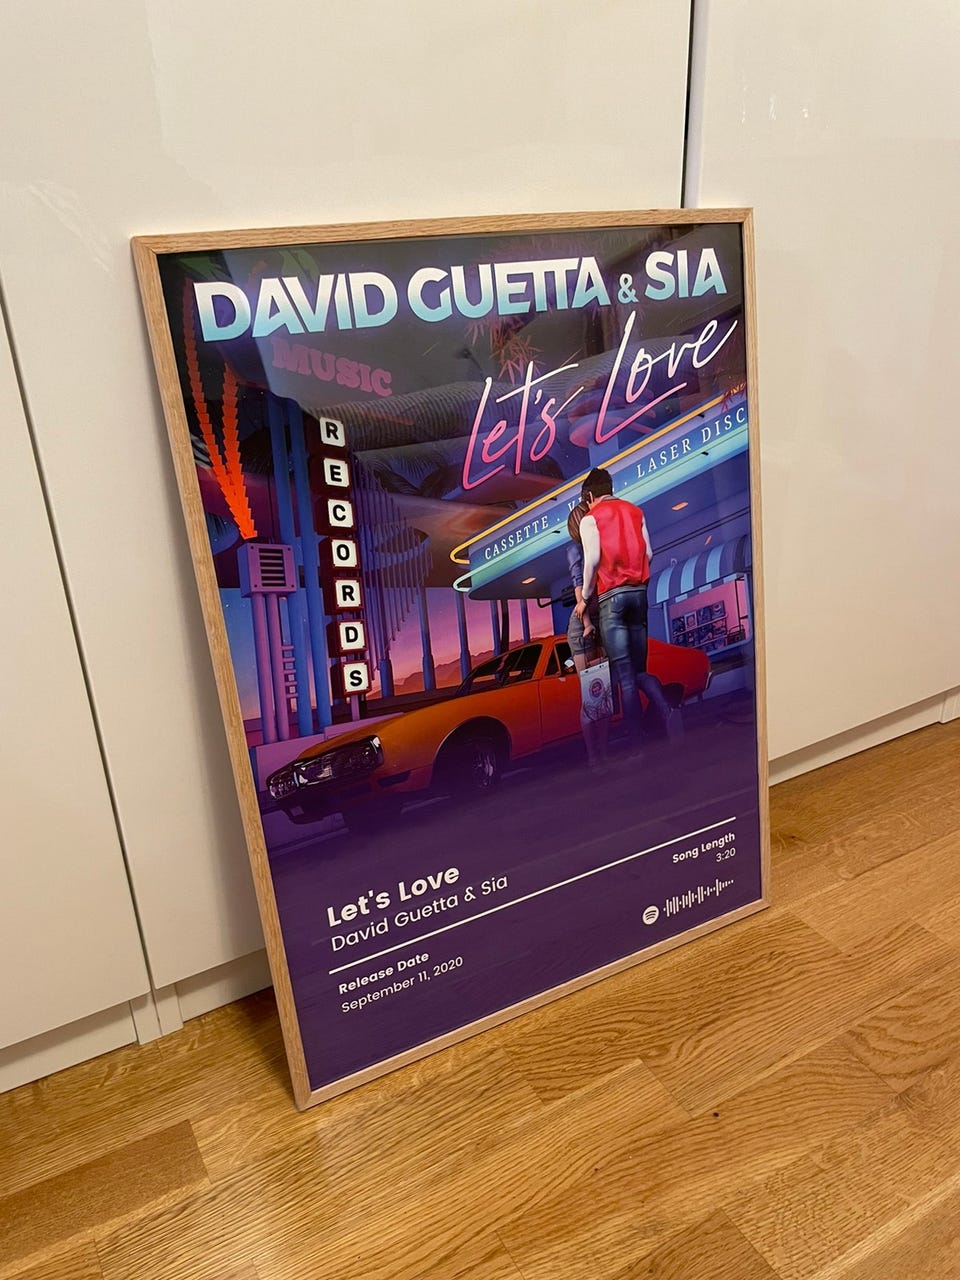 DAVID GUETTA & SIA
Let's Love
MUSIC
RECORDS
CASSETTE . . LASER DISC
Let's Love
David Guetta & Sia
Song Length
3:20
Release Date
September 11, 2020